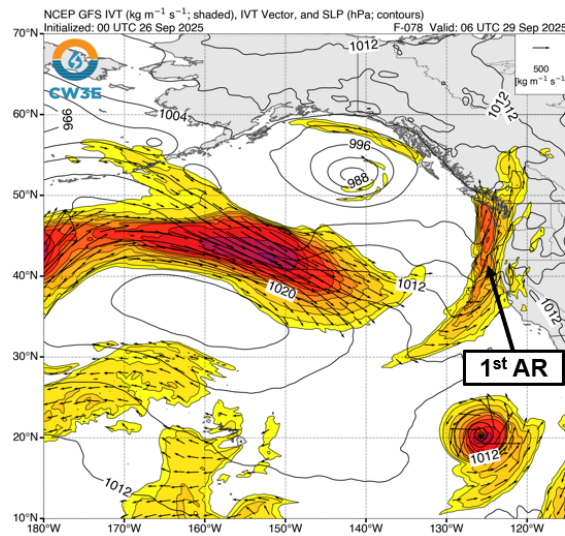 NCEP GFS IVT (kg m⁻¹ s⁻¹; shaded), IVT Vector, and SLP (hPa; contours)
Initialized: 00 UTC 26 Sep 2025 F-078 Valid: 06 UTC 29 Sep 2025
70°N
1012
1012
500
[kg m⁻¹ s⁻¹]
CW3E
988
1004
1012
1012
60°N
996
988
50°N
40°N
1020
1012
1012
30°N
1st AR
20°N
1012
1012
10°N
180°W 170°W 160°W 150°W 140°W 130°W 120°W